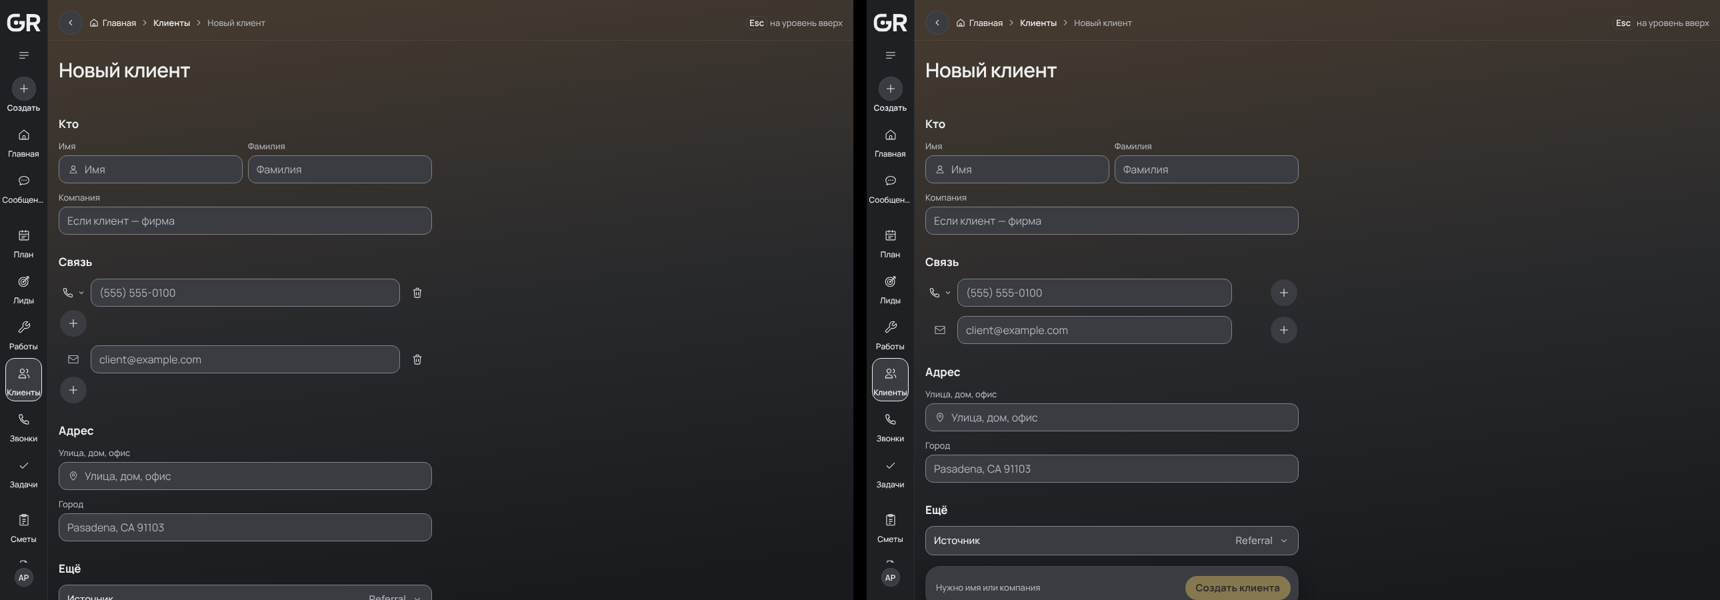 GR
Главная
Клиенты
Новый клиент
Esc на уровень вверх
Новый клиент
Создать
Главная
Сообщен...
План
Лиды
Работы
Клиенты
Звонки
Задачи
Сметы
AP
Кто
Имя
Фамилия
Имя
Фамилия
Компания
Если клиент — фирма
Связь
(555) 555-0100
client@example.com
Адрес
Улица, дом, офис
Улица, дом, офис
Город
Pasadena, CA 91103
Ещё
Источник
Referral
GR
Главная
Клиенты
Новый клиент
Esc на уровень вверх
Новый клиент
Создать
Главная
Сообщен...
План
Лиды
Работы
Клиенты
Звонки
Задачи
Сметы
AP
Кто
Имя
Фамилия
Имя
Фамилия
Компания
Если клиент — фирма
Связь
(555) 555-0100
client@example.com
Адрес
Улица, дом, офис
Улица, дом, офис
Город
Pasadena, CA 91103
Ещё
Источник
Referral
Нужно имя или компания
Создать клиента